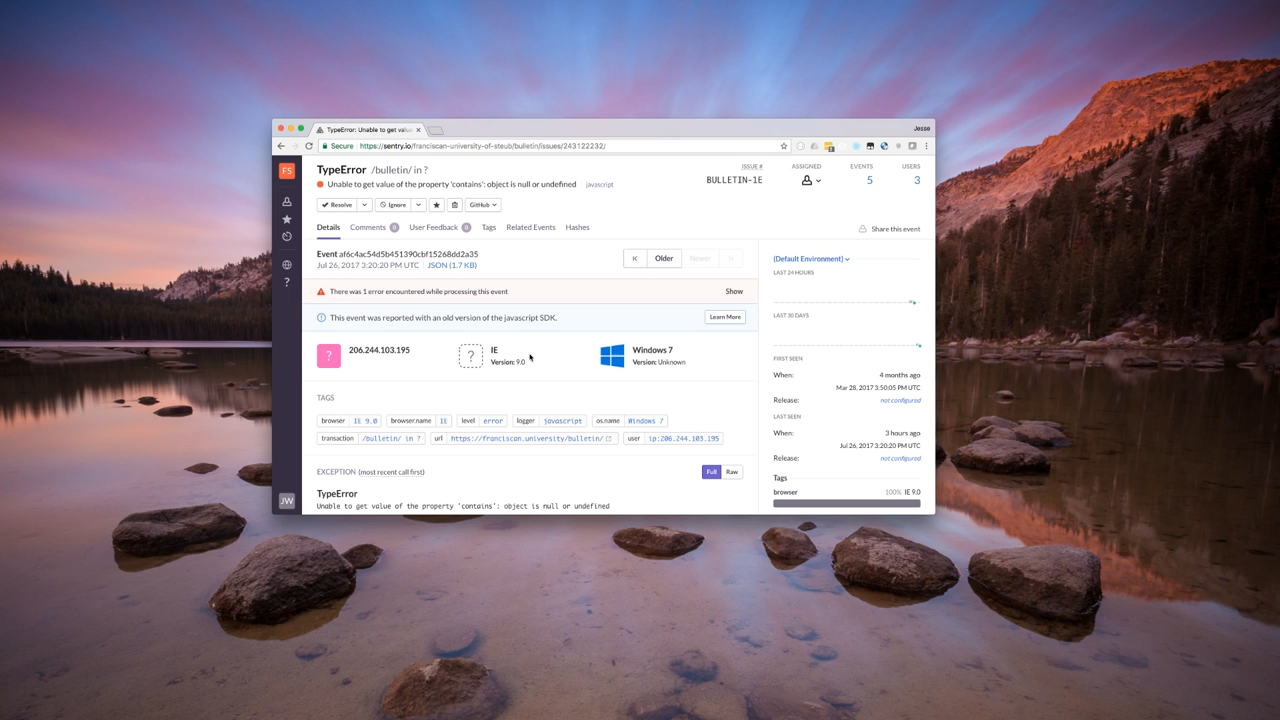 TypeError: Unable to get valu
Jesse
Secure https://sentry.io/franciscan-university-of-steub/bulletin/issues/243122232/
FS
TypeError /bulletin/ in ?
ISSUE # ASSIGNED EVENTS USERS
Unable to get value of the property 'contains': object is null or undefined javascript
BULLETIN-1E 5 3
Resolve Ignore GitHub
Details Comments 0 User Feedback 0 Tags Related Events Hashes
Share this event
Event af6c4ac54d5b451390cbf15268dd2a35
Jul 26, 2017 3:20:20 PM UTC JSON (1.7 KB)
Older Newer
There was 1 error encountered while processing this event Show
This event was reported with an old version of the javascript SDK. Learn More
? 206.244.103.195
? IE
Version: 9.0
Windows 7
Version: Unknown
TAGS
browser IE 9.0 browser.name IE level error logger javascript os.name Windows 7
transaction /bulletin/ in ? url https://franciscan.university/bulletin/ user ip:206.244.103.195
EXCEPTION (most recent call first) Full Raw
TypeError
Unable to get value of the property 'contains': object is null or undefined
(Default Environment)
LAST 24 HOURS
LAST 30 DAYS
FIRST SEEN
When: 4 months ago
Mar 28, 2017 3:50:05 PM UTC
Release: not configured
LAST SEEN
When: 3 hours ago
Jul 26, 2017 3:20:20 PM UTC
Release: not configured
Tags
browser 100% IE 9.0
?
JW